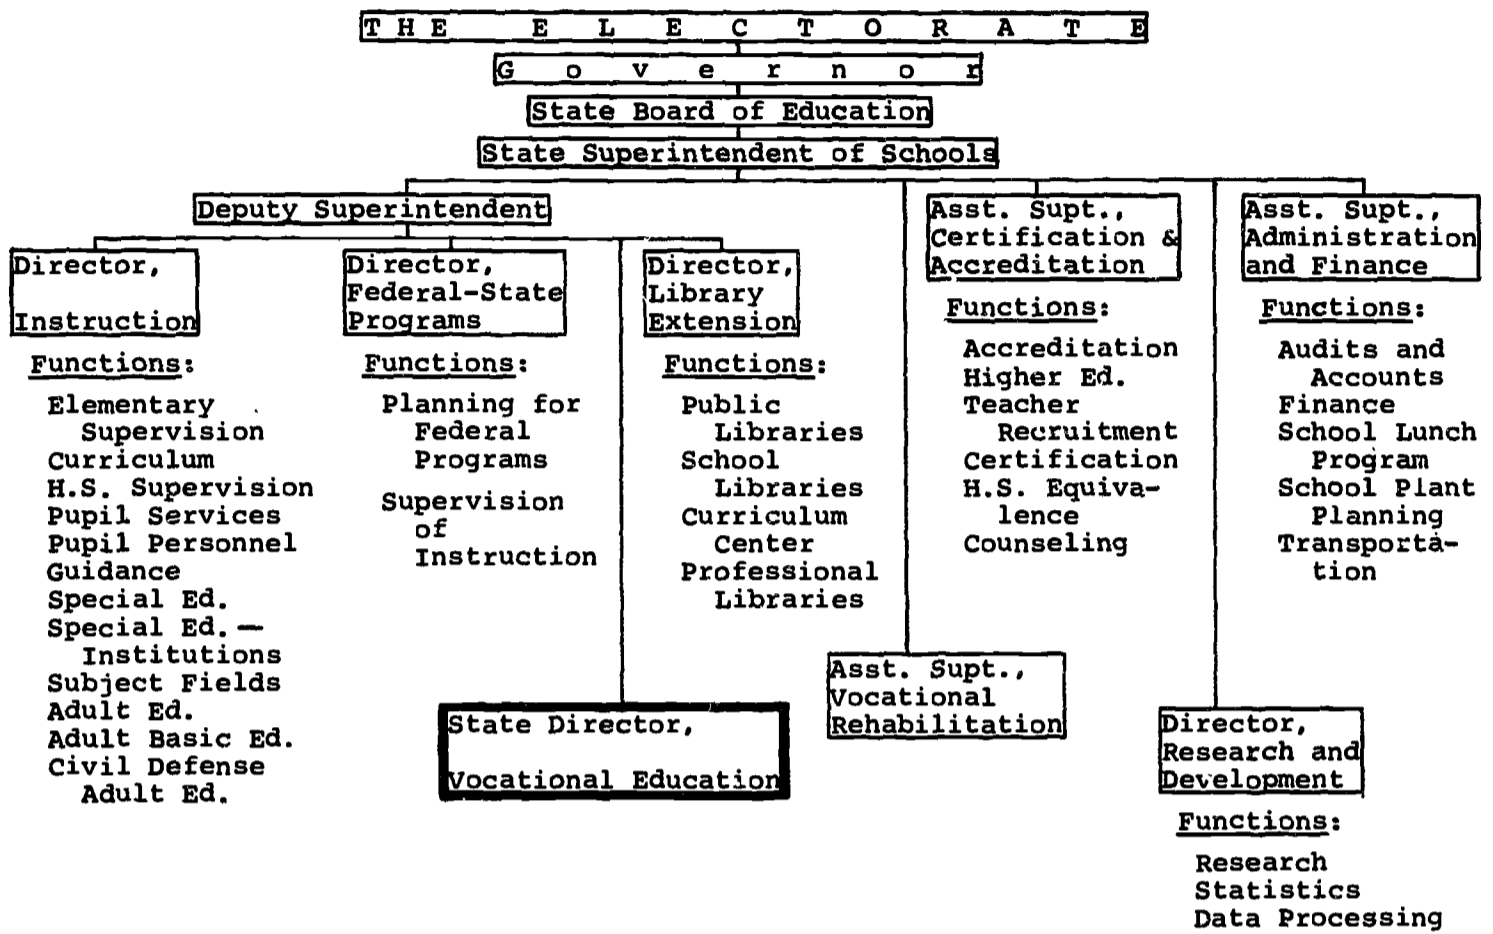 THE ELECTORATE
Governor
State Board of Education
State Superintendent of Schools
Deputy Superintendent
Director,
Instruction
Functions:
Elementary
Supervision
Curriculum
H.S. Supervision
Pupil Services
Pupil Personnel
Guidance
Special Ed.
Special Ed. —
Institutions
Subject Fields
Adult Ed.
Adult Basic Ed.
Civil Defense
Adult Ed.
Director,
Federal-State
Programs
Functions:
Planning for
Federal
Programs
Supervision
of
Instruction
State Director,
Vocational Education
Director,
Library
Extension
Functions:
Public
Libraries
School
Libraries
Curriculum
Center
Professional
Libraries
Asst. Supt.,
Vocational
Rehabilitation
Asst. Supt.,
Certification &
Accreditation
Functions:
Accreditation
Higher Ed.
Teacher
Recruitment
Certification
H.S. Equiva-
lence
Counseling
Director,
Research and
Development
Functions:
Research
Statistics
Data Processing
Asst. Supt.,
Administration
and Finance
Functions:
Audits and
Accounts
Finance
School Lunch
Program
School Plant
Planning
Transporta-
tion